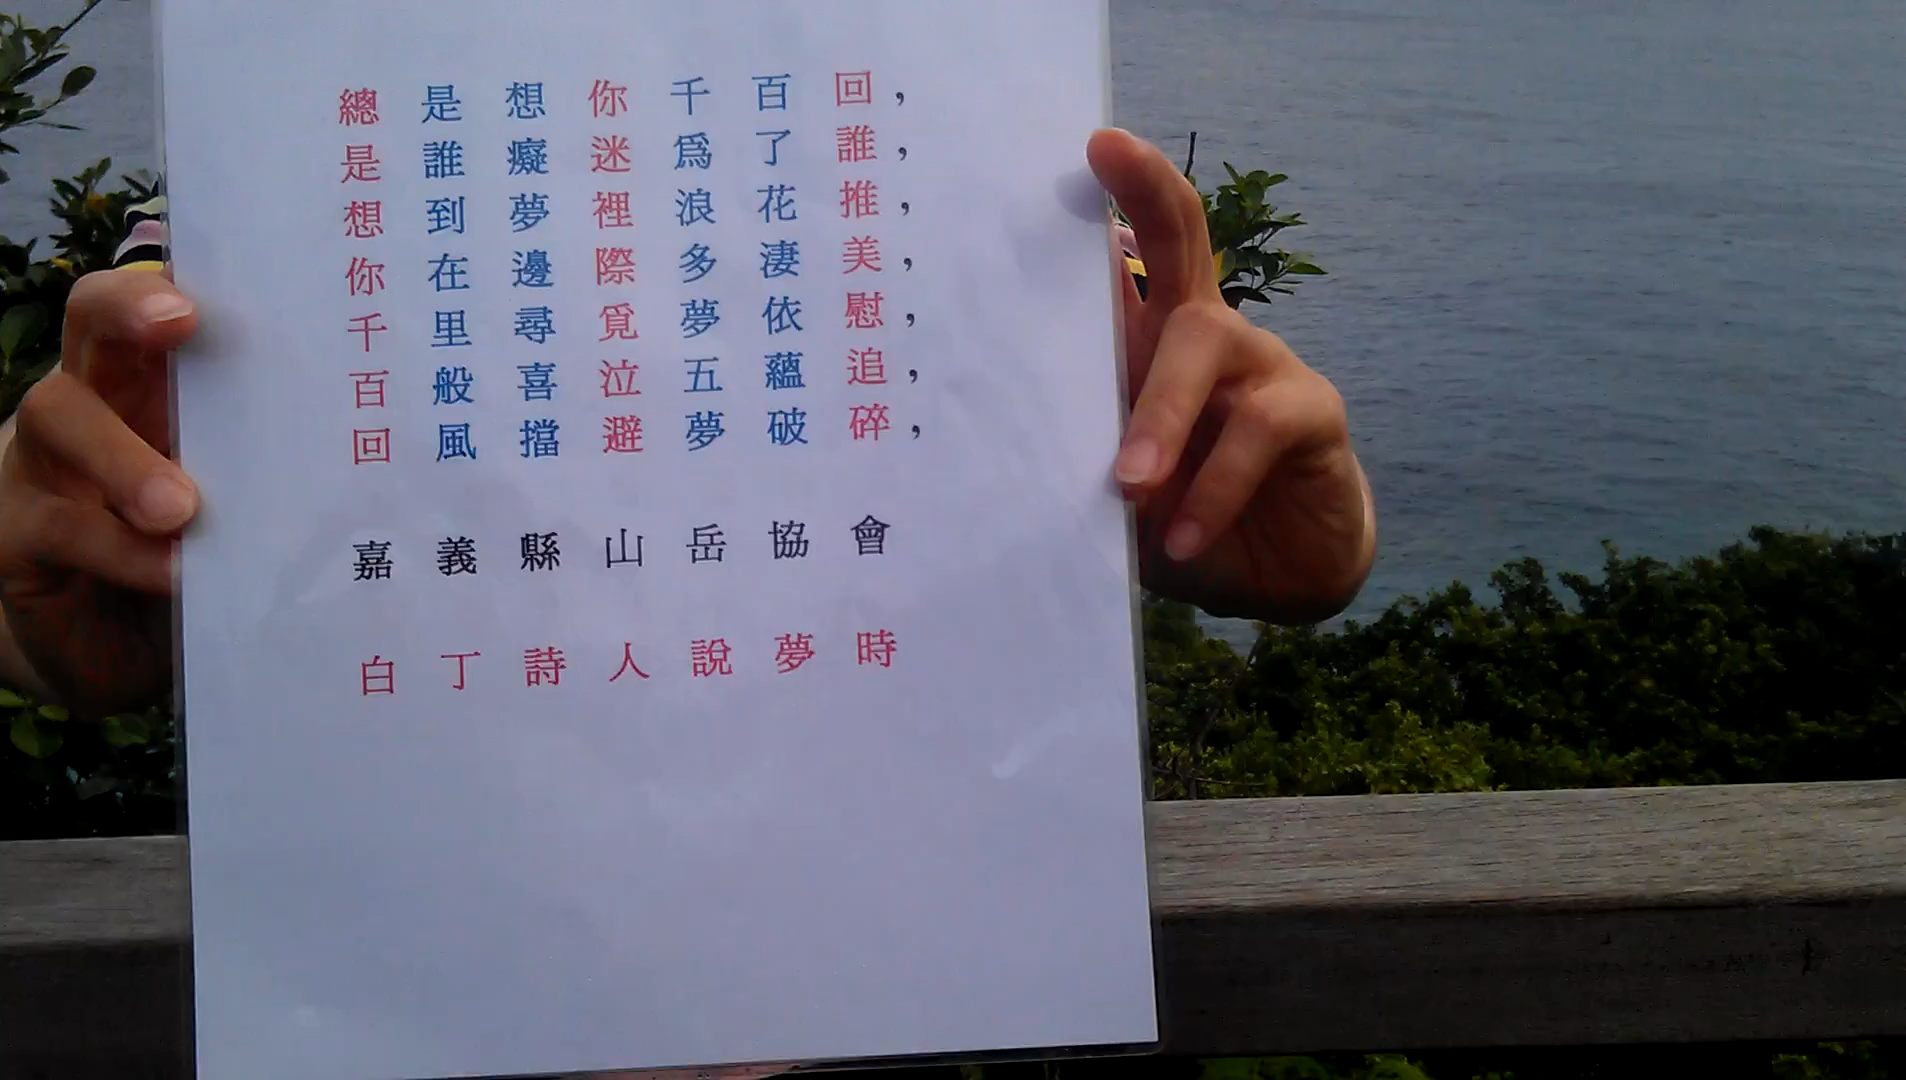 總是想你千百回，
是誰癡迷爲了誰，
想到夢裡浪花推，
你在邊際多淒美，
千里尋覓夢依慰，
百般喜泣五蘊追，
回風擋避夢破碎，
嘉義縣山岳協會
白丁詩人說夢時